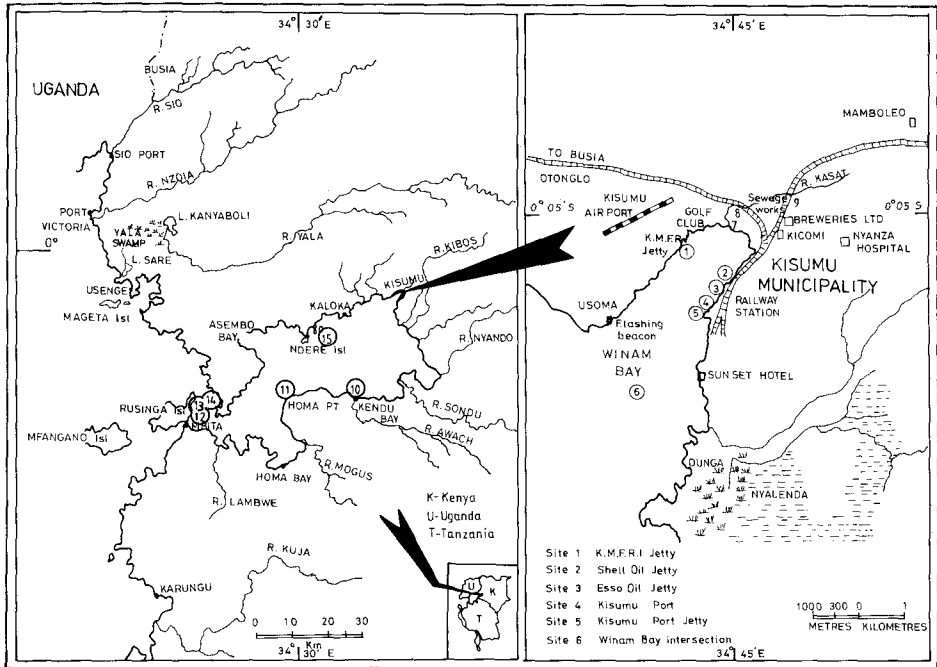 34° 30' E
UGANDA
BUSIA
R. SIO
SIO PORT
R. NZOIA
PORT
VICTORIA
L. KANYABOLI
YALA
SWAMP
0°
R. YALA
L. SARE
R. KIBOS
USENGE
KISUMU
MAGETA Isl
KALOKA
ASEMBO
BAY
NDERE Isl
15
R. NYANDO
14
13
12
11
10
RUSINGA Isl
HOMA PT
KENDU
BAY
R. SONDU
MFANGANO Isl
R. AWACH
HOMA BAY
R. MOGUS
R. LAMBWE
K-Kenya
U-Uganda
T-Tanzania
R. KUJA
KARUNGU
U
K
T
0 10 20 30
Km
34° 30' E
34° 45' E
MAMBOLEO
TO BUSIA
OTONGLO
R. KASAT
0° 05' S
KISUMU
AIRPORT
GOLF
CLUB
8
Sewage
works
9
0° 05' S
BREWERIES LTD
K.M.F.R.I
Jetty
1
KICOMI
NYANZA
HOSPITAL
2
KISUMU
MUNICIPALITY
3
4
5
RAILWAY
STATION
USOMA
Flashing
beacon
WINAM
BAY
6
SUNSET HOTEL
DUNGA
NYALENDA
Site 1 K.M.F.R.I Jetty
Site 2 Shell Oil Jetty
Site 3 Esso Oil Jetty
Site 4 Kisumu Port
Site 5 Kisumu Port Jetty
Site 6 Winam Bay intersection
1000 300 0 1
METRES KILOMETRES
34° 45' E